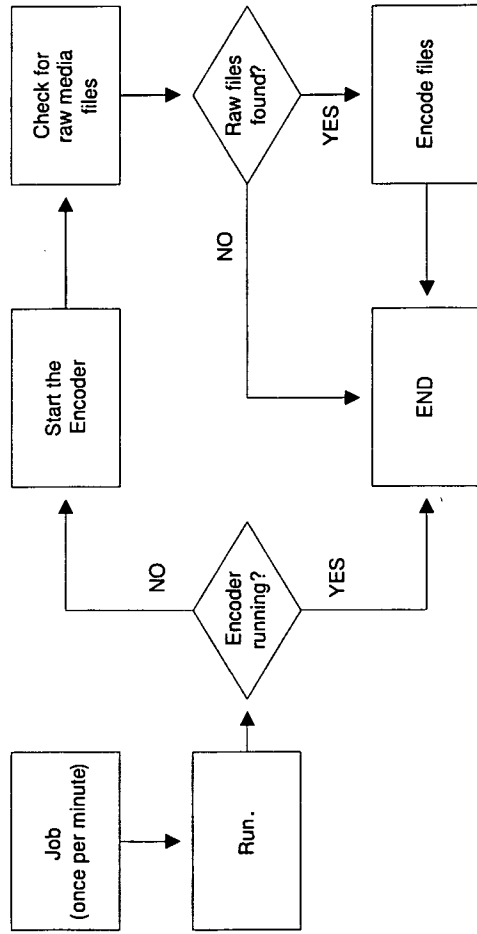 Job
(once per minute)
Run.
Encoder
running?
NO
YES
Start the
Encoder
Check for
raw media
files
Raw files
found?
NO
YES
Encode files
END